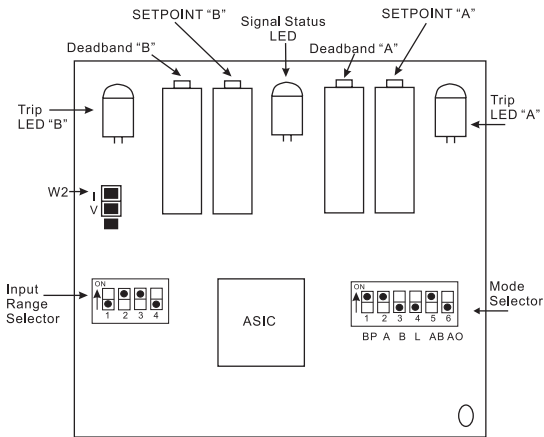 SETPOINT “B”
Signal Status
LED
SETPOINT “A”
Deadband “B”
Deadband “A”
Trip
LED “B”
Trip
LED “A”
W2
I
V
Input
Range
Selector
ON
1 2 3 4
ASIC
ON
1 2 3 4 5 6
BP A B L AB AO
Mode
Selector